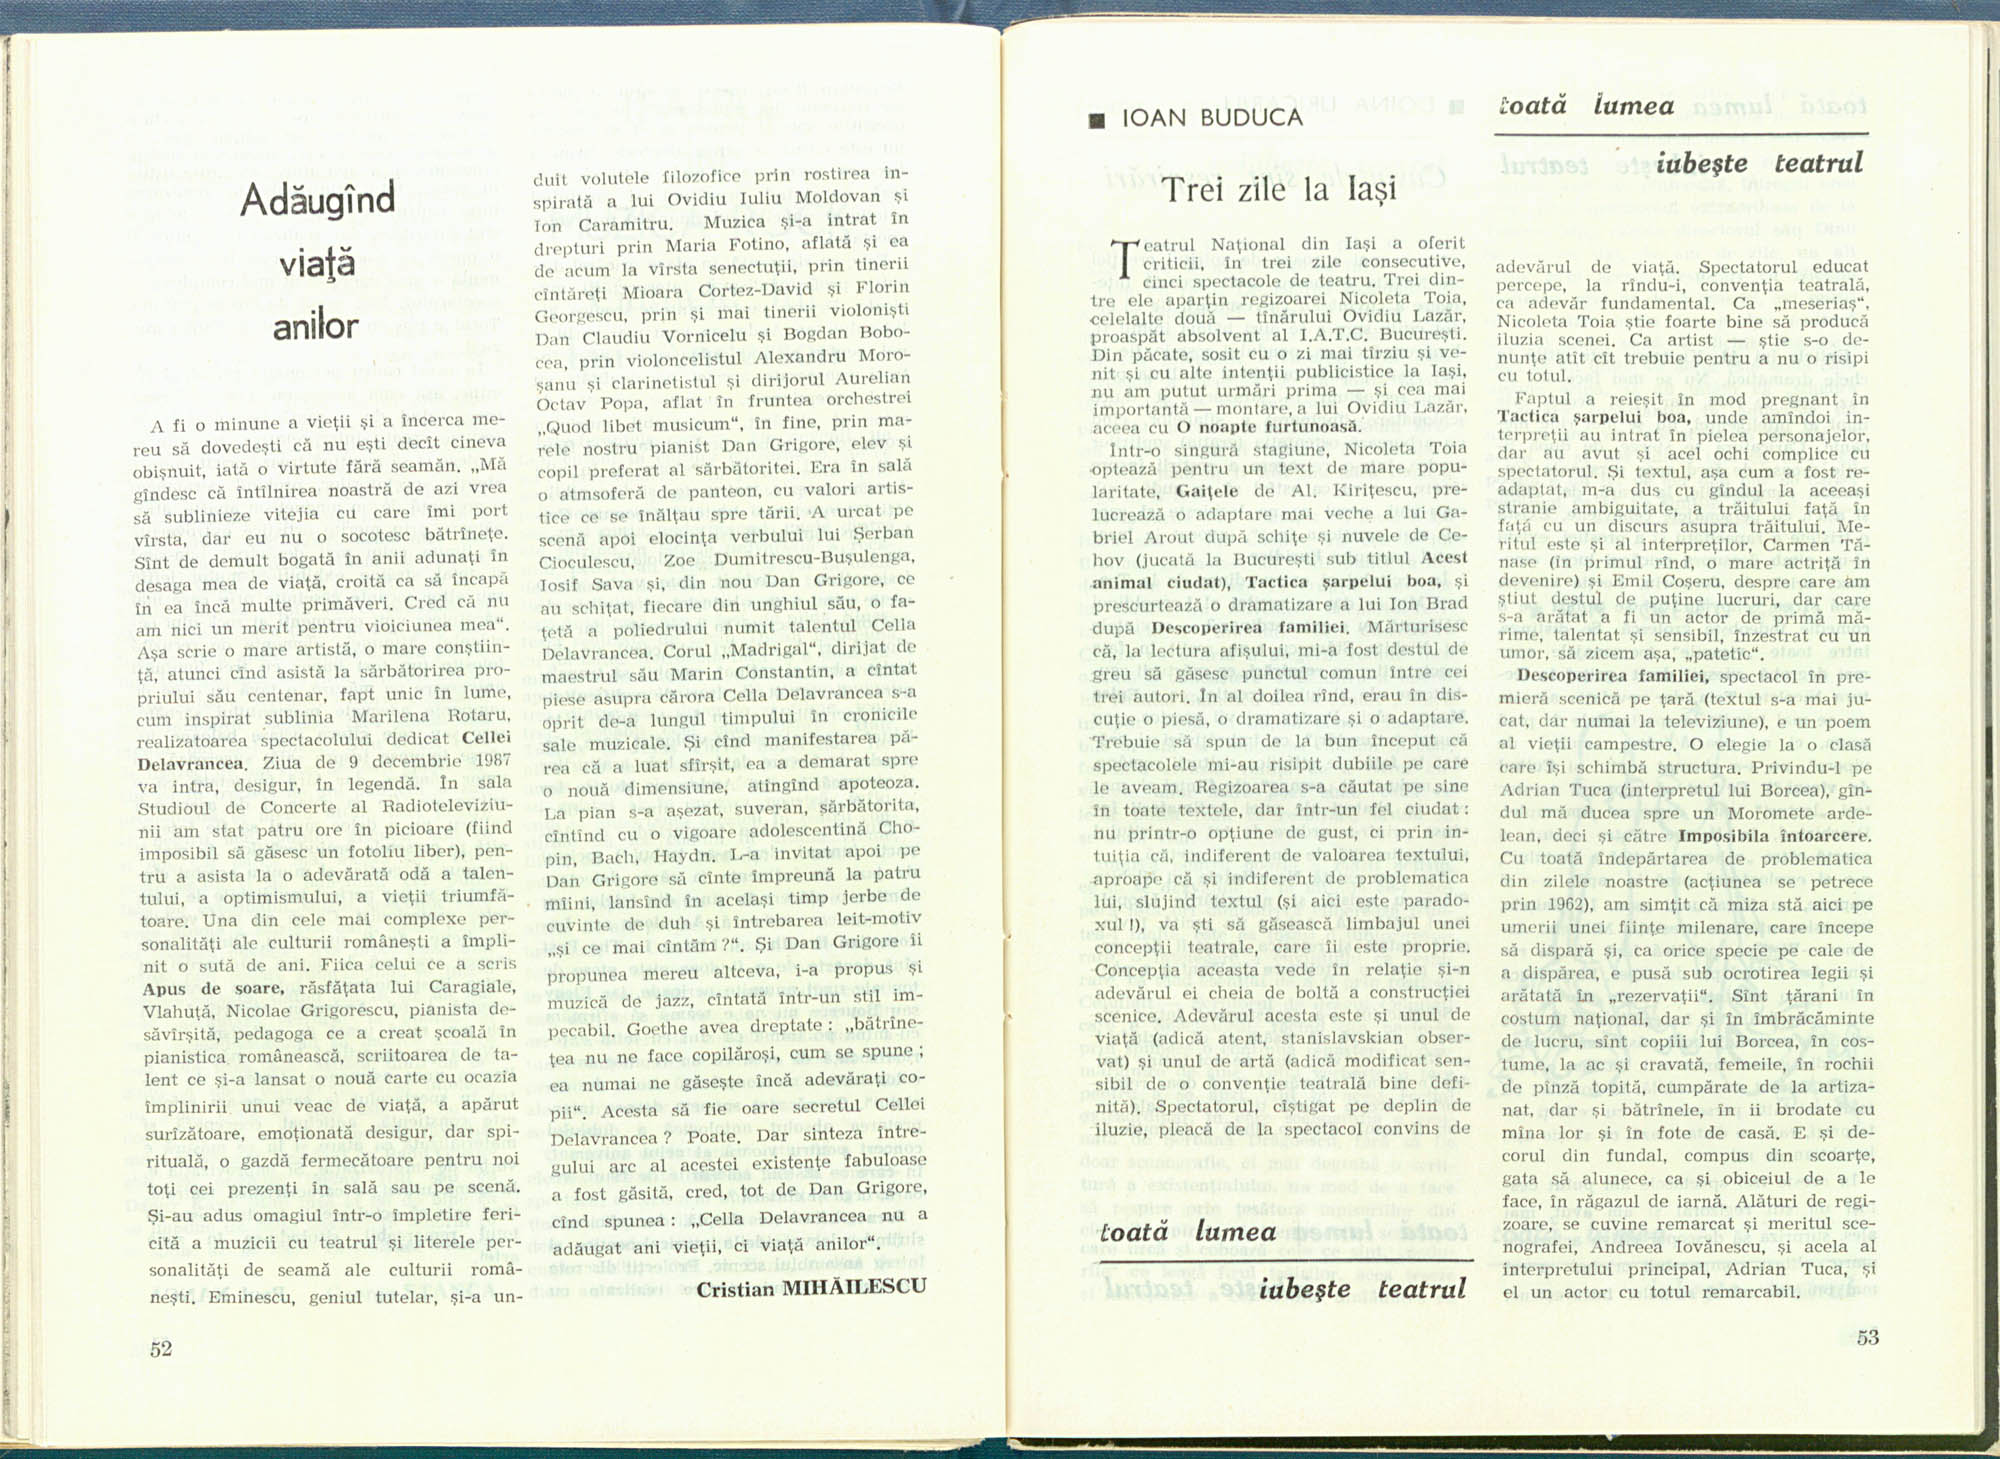 Adăugînd
viaţă
anilor
A fi o minune a vieții și a încerca me-
reu să dovedești că nu ești decît cineva
obișnuit, iată o virtute fără seamăn. „Mă
gîndesc că întîlnirea noastră de azi vrea
să sublinieze vitejia cu care îmi port
vîrsta, dar eu nu o socotesc bătrînețe.
Sînt de demult bogată în anii adunați în
desaga mea de viață, croită ca să încapă
în ea încă multe primăveri. Cred că nu
am nici un merit pentru vioiciunea mea“.
Așa scrie o mare artistă, o mare conștiin-
ță, atunci cînd asistă la sărbătorirea pro-
priului său centenar, fapt unic în lume,
cum inspirat sublinia Marilena Rotaru,
realizatoarea spectacolului dedicat Cellei
Delavrancea. Ziua de 9 decembrie 1987
va intra, desigur, în legendă. În sala
Studioul de Concerte al Radioteleviziu-
nii am stat patru ore în picioare (fiind
imposibil să găsesc un fotoliu liber), pen-
tru a asista la o adevărată odă a talen-
tului, a optimismului, a vieții triumfă-
toare. Una din cele mai complexe per-
sonalități ale culturii românești a împli-
nit o sută de ani. Fiica celui ce a scris
Apus de soare, răsfățata lui Caragiale,
Vlahuță, Nicolae Grigorescu, pianista de-
săvîrșită, pedagoga ce a creat școală în
pianistica românească, scriitoarea de ta-
lent ce și-a lansat o nouă carte cu ocazia
împlinirii unui veac de viață, a apărut
surîzătoare, emoționată desigur, dar spi-
rituală, o gazdă fermecătoare pentru noi
toți cei prezenți în sală sau pe scenă.
Și-au adus omagiul într-o împletire feri-
cită a muzicii cu teatrul și literele per-
sonalități de seamă ale culturii româ-
nești. Eminescu, geniul tutelar, și-a un-
duit volutele filozofice prin rostirea in-
spirată a lui Ovidiu Iuliu Moldovan și
Ion Caramitru. Muzica și-a intrat în
drepturi prin Maria Fotino, aflată și ea
de acum la vîrsta senectuții, prin tinerii
cîntăreți Mioara Cortez-David și Florin
Georgescu, prin și mai tinerii violoniști
Dan Claudiu Vornicelu și Bogdan Bobo-
cea, prin violoncelistul Alexandru Moro-
șanu și clarinetistul și dirijorul Aurelian
Octav Popa, aflat în fruntea orchestrei
„Quod libet musicum“, în fine, prin ma-
rele nostru pianist Dan Grigore, elev și
copil preferat al sărbătoritei. Era în sală
o atmsoferă de panteon, cu valori artis-
tice ce se înălțau spre tării. A urcat pe
scenă apoi elocința verbului lui Șerban
Cioculescu, Zoe Dumitrescu-Bușulenga,
Iosif Sava și, din nou Dan Grigore, ce
au schițat, fiecare din unghiul său, o fa-
țetă a poliedrului numit talentul Cella
Delavrancea. Corul „Madrigal“, dirijat de
maestrul său Marin Constantin, a cîntat
piese asupra cărora Cella Delavrancea s-a
oprit de-a lungul timpului în cronicile
sale muzicale. Și cînd manifestarea pă-
rea că a luat sfîrșit, ea a demarat spre
o nouă dimensiune, atingînd apoteoza.
La pian s-a așezat, suveran, sărbătorita,
cîntînd cu o vigoare adolescentină Cho-
pin, Bach, Haydn. L-a invitat apoi pe
Dan Grigore să cînte împreună la patru
mîini, lansînd în același timp jerbe de
cuvinte de duh și întrebarea leit-motiv
„și ce mai cîntăm ?“. Și Dan Grigore îi
propunea mereu altceva, i-a propus și
muzică de jazz, cîntată într-un stil im-
pecabil. Goethe avea dreptate : „bătrîne-
țea nu ne face copilăroși, cum se spune ;
ea numai ne găsește încă adevărați co-
pii“. Acesta să fie oare secretul Cellei
Delavrancea ? Poate. Dar sinteza între-
gului arc al acestei existențe fabuloase
a fost găsită, cred, tot de Dan Grigore,
cînd spunea : „Cella Delavrancea nu a
adăugat ani vieții, ci viață anilor“.
Cristian MIHĂILESCU
52
■ IOAN BUDUCA
toată lumea
iubește teatrul
Trei zile la Iași
Teatrul Național din Iași a oferit
criticii, în trei zile consecutive,
cinci spectacole de teatru. Trei din-
tre ele aparțin regizoarei Nicoleta Toia,
celelalte două — tînărului Ovidiu Lazăr,
proaspăt absolvent al I.A.T.C. București.
Din păcate, sosit cu o zi mai tîrziu și ve-
nit și cu alte intenții publicistice la Iași,
nu am putut urmări prima — și cea mai
importantă — montare, a lui Ovidiu Lazăr,
aceea cu O noapte furtunoasă.
Într-o singură stagiune, Nicoleta Toia
optează pentru un text de mare popu-
laritate, Gaițele de Al. Kirițescu, pre-
lucrează o adaptare mai veche a lui Ga-
briel Arout după schițe și nuvele de Ce-
hov (jucată la București sub titlul Acest
animal ciudat), Tactica șarpelui boa, și
prescurtează o dramatizare a lui Ion Brad
după Descoperirea familiei. Mărturisesc
că, la lectura afișului, mi-a fost destul de
greu să găsesc punctul comun între cei
trei autori. În al doilea rînd, erau în dis-
cuție o piesă, o dramatizare și o adaptare.
Trebuie să spun de la bun început că
spectacolele mi-au risipit dubiile pe care
le aveam. Regizoarea s-a căutat pe sine
în toate textele, dar într-un fel ciudat :
nu printr-o opțiune de gust, ci prin in-
tuiția că, indiferent de valoarea textului,
aproape că și indiferent de problematica
lui, slujind textul (și aici este parado-
xul !), va ști să găsească limbajul unei
concepții teatrale, care îi este proprie.
Concepția aceasta vede în relație și-n
adevărul ei cheia de boltă a construcției
scenice. Adevărul acesta este și unul de
viață (adică atent, stanislavskian obser-
vat) și unul de artă (adică modificat sen-
sibil de o convenție teatrală bine defi-
nită). Spectatorul, cîștigat pe deplin de
iluzie, pleacă de la spectacol convins de
toată lumea
iubește teatrul
adevărul de viață. Spectatorul educat
percepe, la rîndu-i, convenția teatrală,
ca adevăr fundamental. Ca „meseriaș“,
Nicoleta Toia știe foarte bine să producă
iluzia scenei. Ca artist — știe s-o de-
nunțe atît cît trebuie pentru a nu o risipi
cu totul.
Faptul a reieșit în mod pregnant în
Tactica șarpelui boa, unde amîndoi in-
terpreții au intrat în pielea personajelor,
dar au avut și acel ochi complice cu
spectatorul. Și textul, așa cum a fost re-
adaptat, m-a dus cu gîndul la aceeași
stranie ambiguitate, a trăitului față în
față cu un discurs asupra trăitului. Me-
ritul este și al interpreților, Carmen Tă-
nase (în primul rînd, o mare actriță în
devenire) și Emil Coșeru, despre care am
știut destul de puține lucruri, dar care
s-a arătat a fi un actor de primă mă-
rime, talentat și sensibil, înzestrat cu un
umor, să zicem așa, „patetic“.
Descoperirea familiei, spectacol în pre-
mieră scenică pe țară (textul s-a mai ju-
cat, dar numai la televiziune), e un poem
al vieții campestre. O elegie la o clasă
care își schimbă structura. Privindu-l pe
Adrian Tuca (interpretul lui Borcea), gîn-
dul mă ducea spre un Moromete arde-
lean, deci și către Imposibila întoarcere.
Cu toată îndepărtarea de problematica
din zilele noastre (acțiunea se petrece
prin 1962), am simțit că miza stă aici pe
umerii unei ființe milenare, care începe
să dispară și, ca orice specie pe cale de
a dispărea, e pusă sub ocrotirea legii și
arătată în „rezervații“. Sînt țărani în
costum național, dar și în îmbrăcăminte
de lucru, sînt copiii lui Borcea, în cos-
tume, la ac și cravată, femeile, în rochii
de pînză topită, cumpărate de la artiza-
nat, dar și bătrînele, în ii brodate cu
mîna lor și în fote de casă. E și de-
corul din fundal, compus din scoarțe,
gata să alunece, ca și obiceiul de a le
face, în răgazul de iarnă. Alături de regi-
zoare, se cuvine remarcat și meritul sce-
nografei, Andreea Iovănescu, și acela al
interpretului principal, Adrian Tuca, și
el un actor cu totul remarcabil.
53